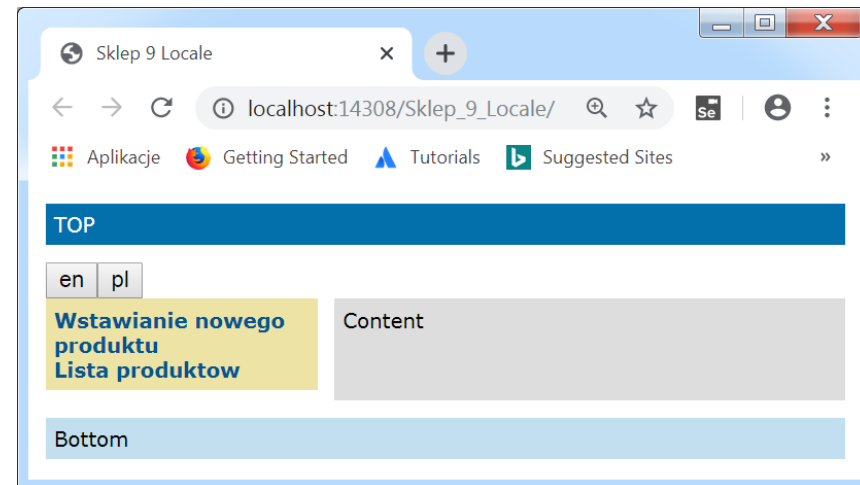 Sklep 9 Locale
localhost:14308/Sklep_9_Locale/
Se
Aplikacje Getting Started Tutorials Suggested Sites »
TOP
en pl
Wstawianie nowego
produktu
Lista produktow
Content
Bottom